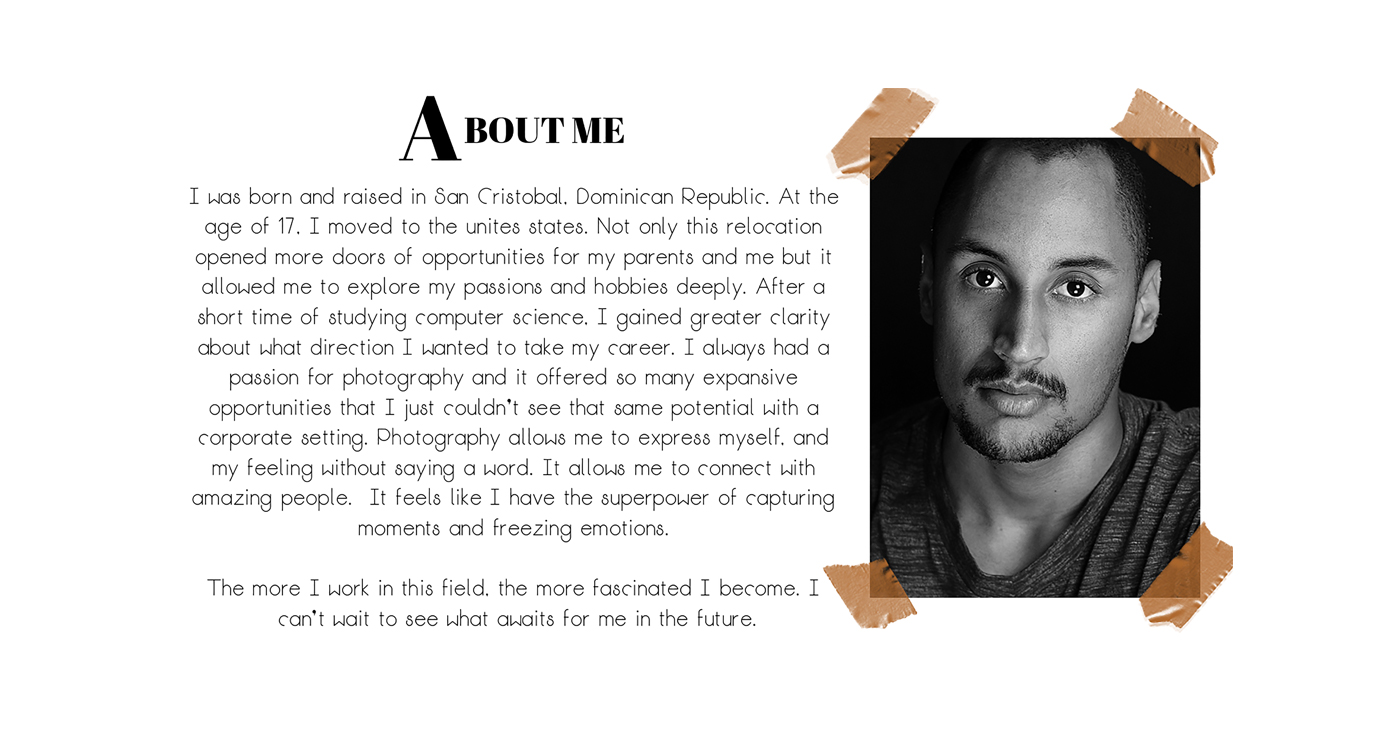 ABOUT ME
I was born and raised in San Cristobal, Dominican Republic. At the
age of 17, I moved to the unites states. Not only this relocation
opened more doors of opportunities for my parents and me but it
allowed me to explore my passions and hobbies deeply. After a
short time of studying computer science, I gained greater clarity
about what direction I wanted to take my career. I always had a
passion for photography and it offered so many expansive
opportunities that I just couldn't see that same potential with a
corporate setting. Photography allows me to express myself, and
my feeling without saying a word. It allows me to connect with
amazing people.  It feels like I have the superpower of capturing
moments and freezing emotions.
The more I work in this field, the more fascinated I become. I
can't wait to see what awaits for me in the future.